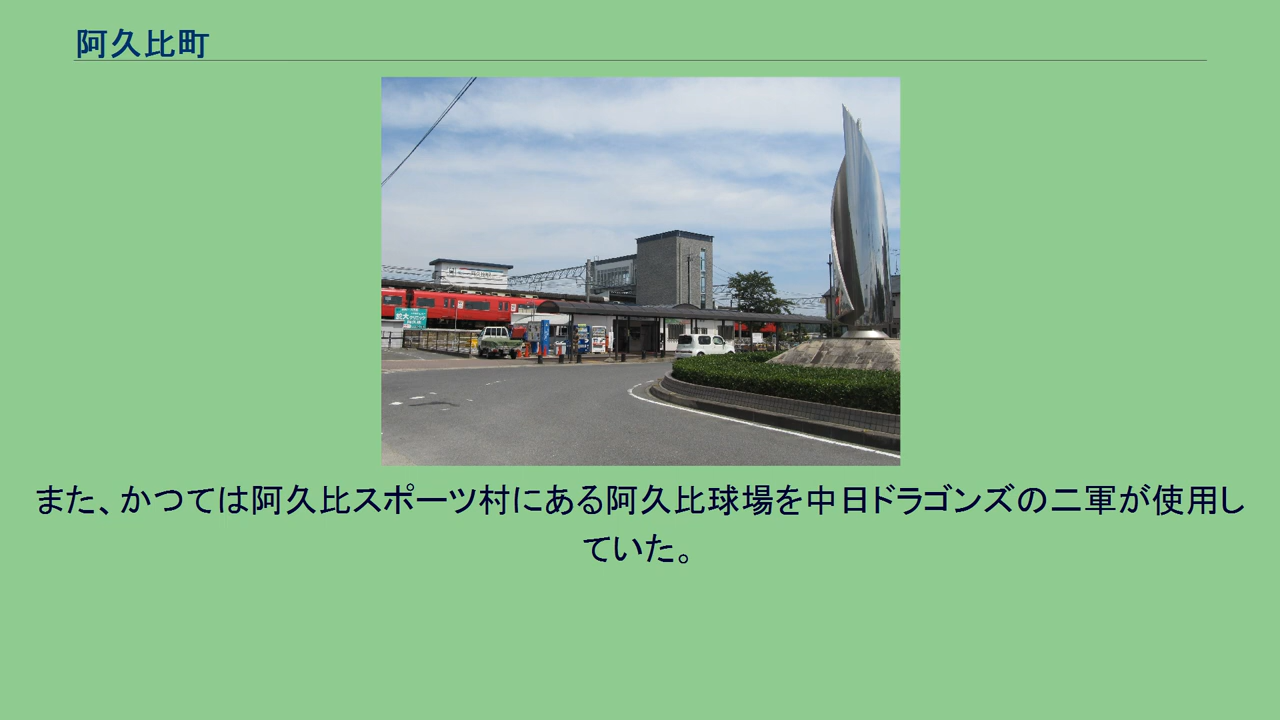 阿久比町
また、かつては阿久比スポーツ村にある阿久比球場を中日ドラゴンズの二軍が使用し
ていた。